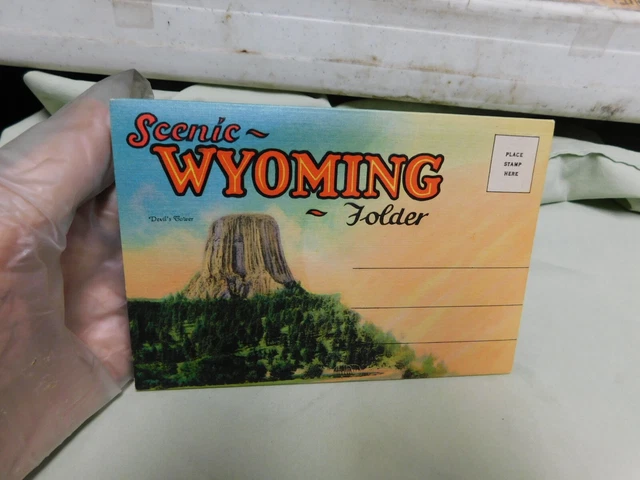 Scenic ~
WYOMING
~ Folder
Devil's Tower
PLACE
STAMP
HERE